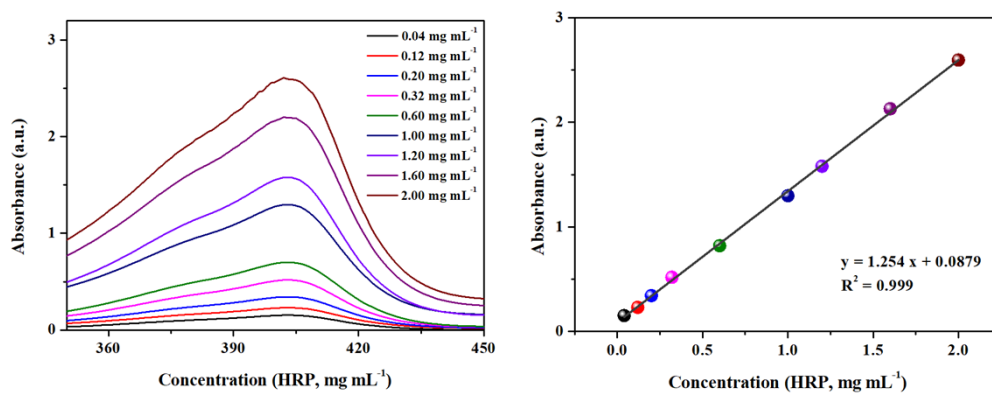 0.04 mg mL⁻¹
0.12 mg mL⁻¹
0.20 mg mL⁻¹
0.32 mg mL⁻¹
0.60 mg mL⁻¹
1.00 mg mL⁻¹
1.20 mg mL⁻¹
1.60 mg mL⁻¹
2.00 mg mL⁻¹
3
2
1
0
Absorbance (a.u.)
360 390 420 450
Concentration (HRP, mg mL⁻¹)
3
2
1
0
Absorbance (a.u.)
y = 1.254 x + 0.0879
R² = 0.999
0.0 0.5 1.0 1.5 2.0
Concentration (HRP, mg mL⁻¹)